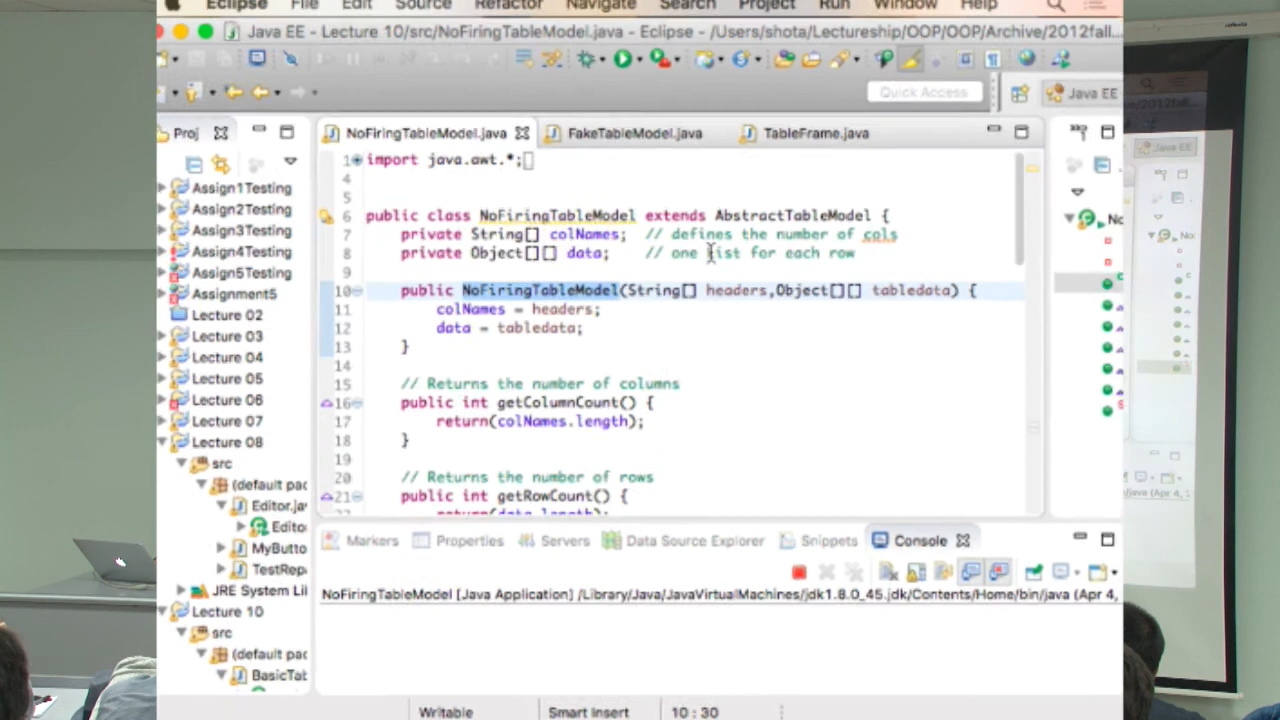 Eclipse File Edit Source Refactor Navigate Search Project Run Window Help
Java EE - Lecture 10/src/NoFiringTableModel.java - Eclipse - /Users/shota/Lectureship/OOP/OOP/Archive/2012fall...
Quick Access
Java EE
Proj
NoFiringTableModel.java
FakeTableModel.java
TableFrame.java
Assign1Testing
Assign2Testing
Assign3Testing
Assign4Testing
Assign5Testing
Assignment5
Lecture 02
Lecture 03
Lecture 04
Lecture 05
Lecture 06
Lecture 07
Lecture 08
src
(default pac
Editor.ja
Edito
MyButto
TestRep
JRE System Li
Lecture 10
src
(default pac
BasicTab
1 import java.awt.*;
4
5
6 public class NoFiringTableModel extends AbstractTableModel {
7 private String[] colNames; // defines the number of cols
8 private Object[][] data; // one list for each row
9
10 public NoFiringTableModel(String[] headers,Object[][] tabledata) {
11 colNames = headers;
12 data = tabledata;
13 }
14
15 // Returns the number of columns
16 public int getColumnCount() {
17 return(colNames.length);
18 }
19
20 // Returns the number of rows
21 public int getRowCount() {
return(data.length);
No
Markers Properties Servers Data Source Explorer Snippets Console
NoFiringTableModel [Java Application] /Library/Java/JavaVirtualMachines/jdk1.8.0_45.jdk/Contents/Home/bin/java (Apr 4,
Writable Smart Insert 10 : 30
Java EE